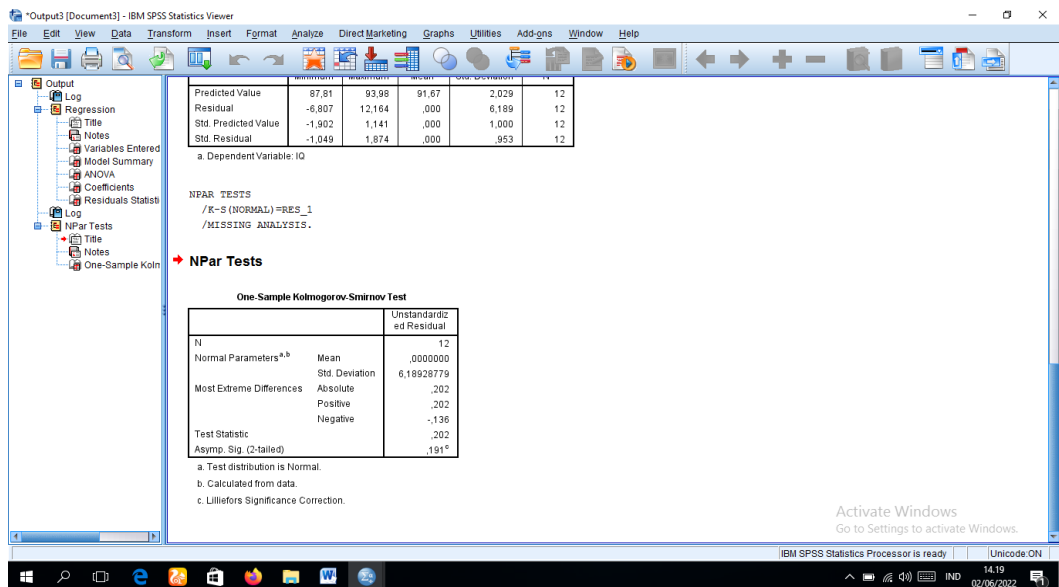 *Output3 [Document3] - IBM SPSS Statistics Viewer
File Edit View Data Transform Insert Format Analyze Direct Marketing Graphs Utilities Add-ons Window Help
Output
Log
Regression
Title
Notes
Variables Entered
Model Summary
ANOVA
Coefficients
Residuals Statisti
Log
NPar Tests
Title
Notes
One-Sample Kolm
Minimum Maximum Mean Std. Deviation N
Predicted Value 87,81 93,98 91,67 2,029 12
Residual -6,807 12,164 ,000 6,189 12
Std. Predicted Value -1,902 1,141 ,000 1,000 12
Std. Residual -1,049 1,874 ,000 ,953 12
a. Dependent Variable: IQ
NPAR TESTS
/K-S(NORMAL)=RES_1
/MISSING ANALYSIS.
NPar Tests
One-Sample Kolmogorov-Smirnov Test
Unstandardiz
ed Residual
N 12
Normal Parameters a,b Mean ,0000000
Std. Deviation 6,18928779
Most Extreme Differences Absolute ,202
Positive ,202
Negative -,136
Test Statistic ,202
Asymp. Sig. (2-tailed) ,191 c
a. Test distribution is Normal.
b. Calculated from data.
c. Lilliefors Significance Correction.
Activate Windows
Go to Settings to activate Windows.
IBM SPSS Statistics Processor is ready Unicode:ON
IND
14.19
02/06/2022